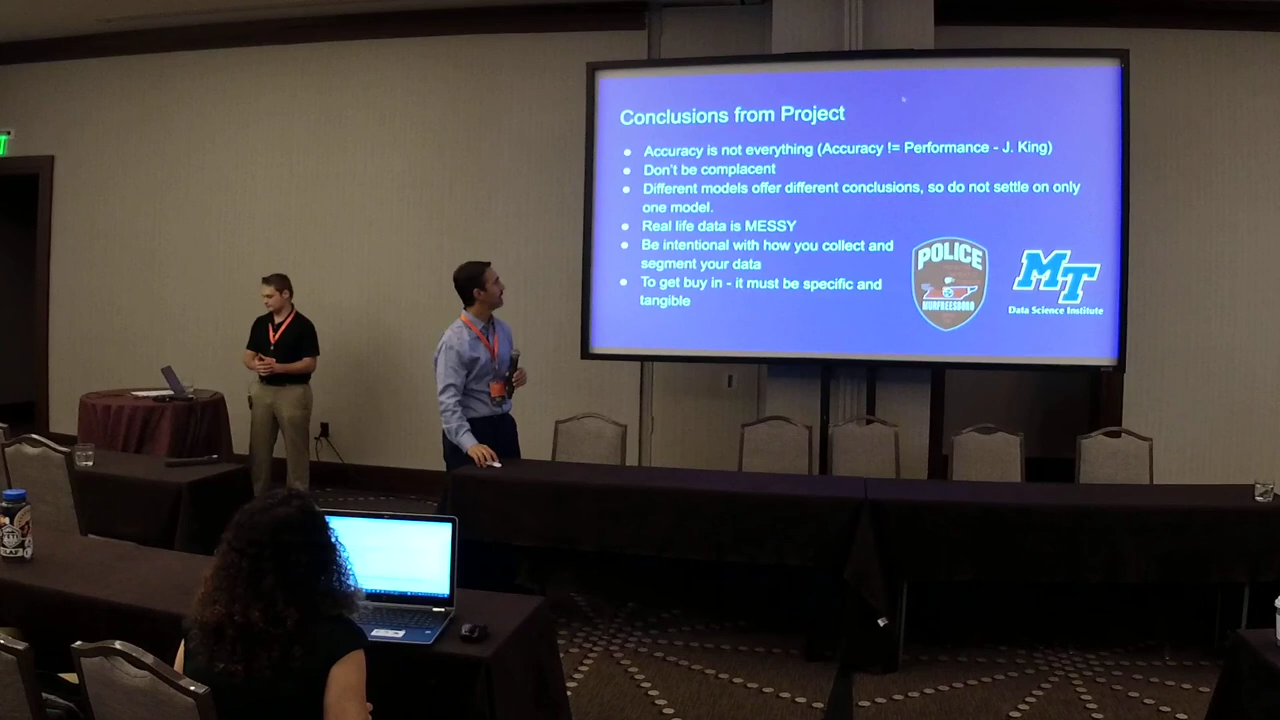 Conclusions from Project
● Accuracy is not everything (Accuracy != Performance - J. King)
● Don't be complacent
● Different models offer different conclusions, so do not settle on only
one model.
● Real life data is MESSY
● Be intentional with how you collect and
segment your data
● To get buy in - it must be specific and
tangible
POLICE
MURFREESBORO
MT
Data Science Institute